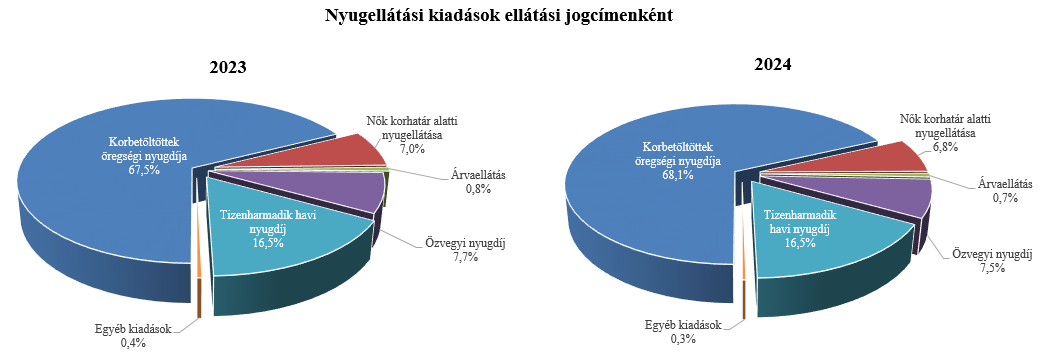 Nyugellátási kiadások ellátási jogcímenként
2023
Korbetöltöttek
öregségi nyugdíja
67,5%
Nők korhatár alatti
nyugellátása
7,0%
Árvaellátás
0,8%
Özvegyi nyugdíj
7,7%
Tizenharmadik havi
nyugdíj
16,5%
Egyéb kiadások
0,4%
2024
Korbetöltöttek
öregségi nyugdíja
68,1%
Nők korhatár alatti
nyugellátása
6,8%
Árvaellátás
0,7%
Özvegyi nyugdíj
7,5%
Tizenharmadik
havi nyugdíj
16,5%
Egyéb kiadások
0,3%